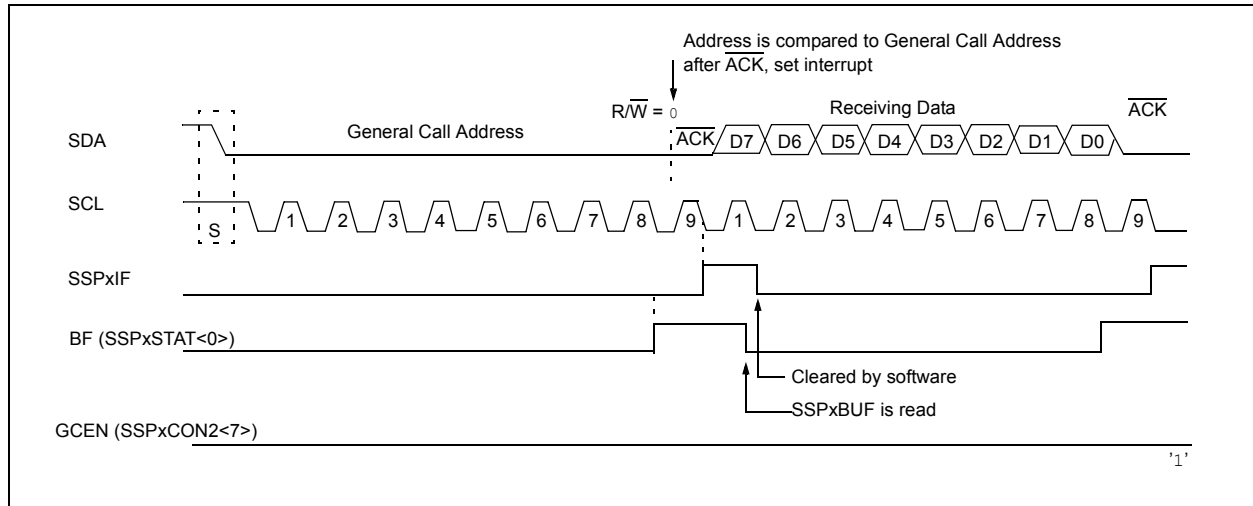 Address is compared to General Call Address
after ACK, set interrupt
R/W = 0
Receiving Data
ACK
General Call Address
SDA
ACK
D7 D6 D5 D4 D3 D2 D1 D0
SCL
S
1 2 3 4 5 6 7 8 9 1 2 3 4 5 6 7 8 9
SSPxIF
BF (SSPxSTAT<0>)
Cleared by software
SSPxBUF is read
GCEN (SSPxCON2<7>)
'1'